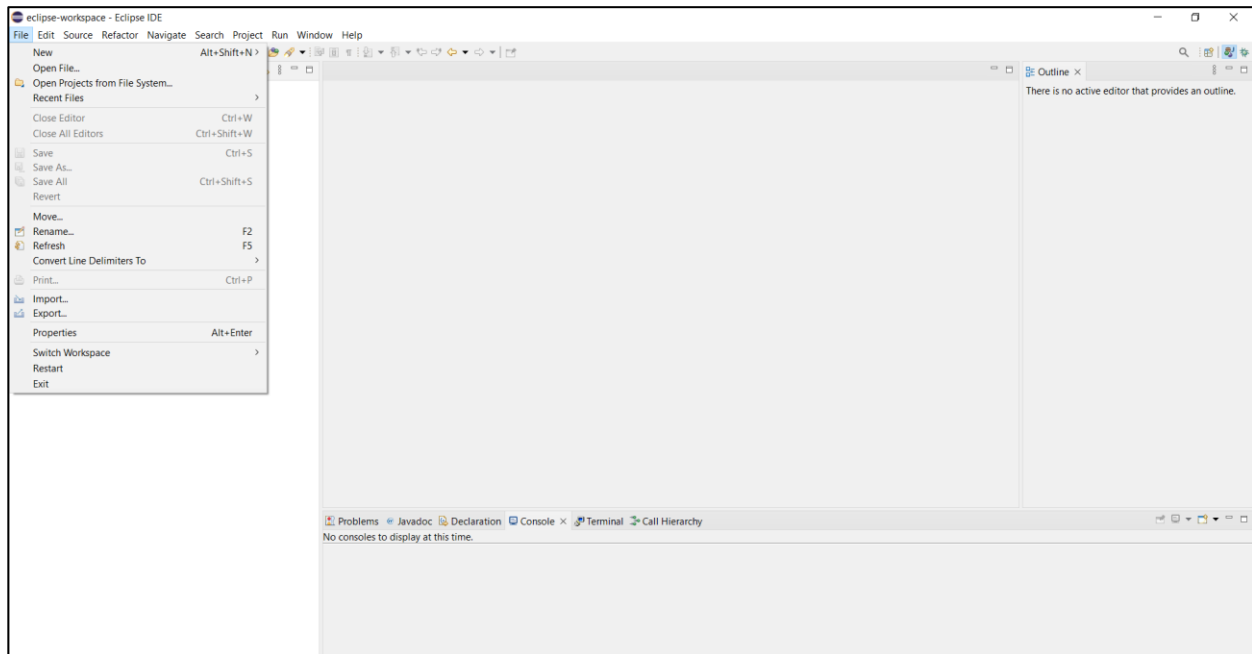 eclipse-workspace - Eclipse IDE
File Edit Source Refactor Navigate Search Project Run Window Help
New Alt+Shift+N >
Open File...
Open Projects from File System...
Recent Files >
Close Editor Ctrl+W
Close All Editors Ctrl+Shift+W
Save Ctrl+S
Save As...
Save All Ctrl+Shift+S
Revert
Move...
Rename... F2
Refresh F5
Convert Line Delimiters To >
Print... Ctrl+P
Import...
Export...
Properties Alt+Enter
Switch Workspace >
Restart
Exit
Outline
There is no active editor that provides an outline.
Problems Javadoc Declaration Console Terminal Call Hierarchy
No consoles to display at this time.